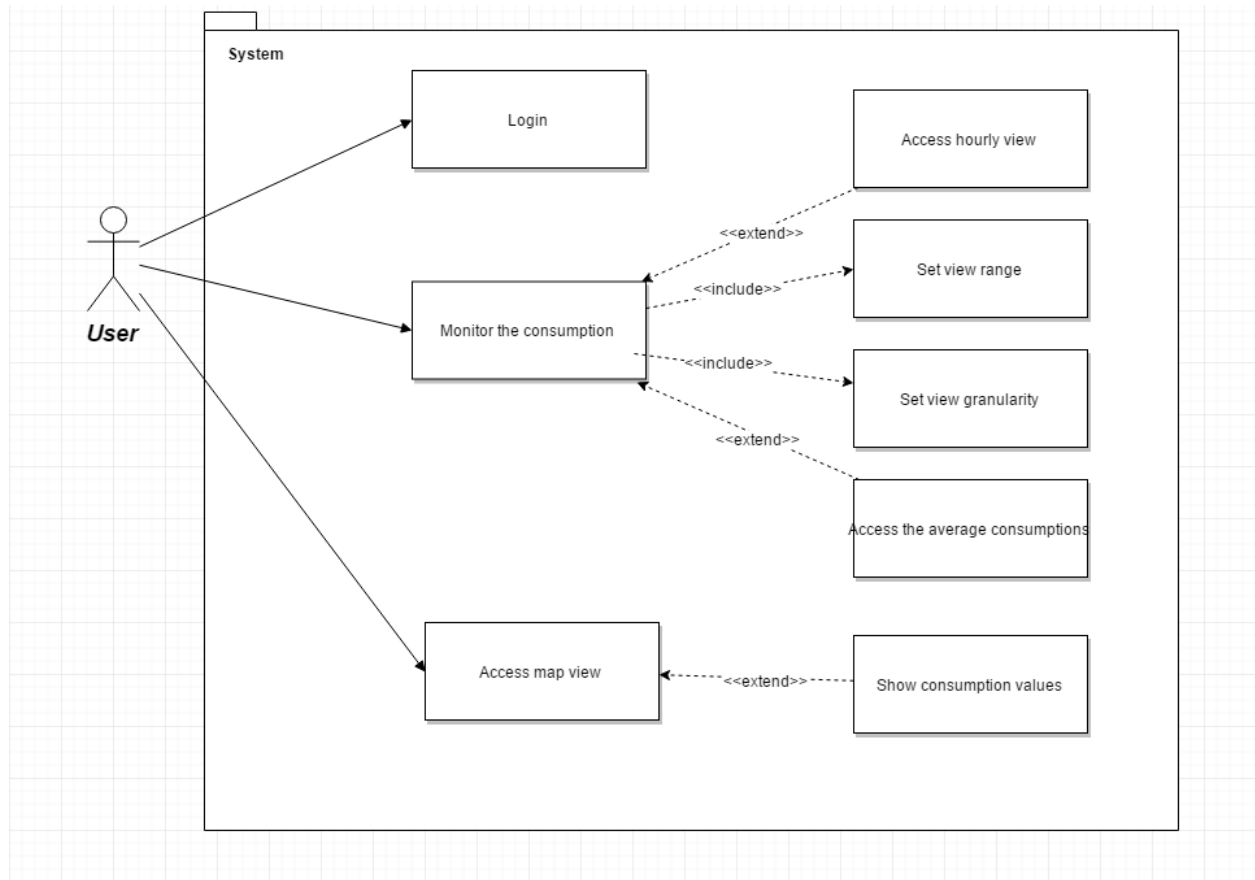 System
Login
Access hourly view
<<extend>>
Set view range
<<include>>
Monitor the consumption
User
<<include>>
Set view granularity
<<extend>>
Access the average consumptions
Access map view
<<extend>>
Show consumption values